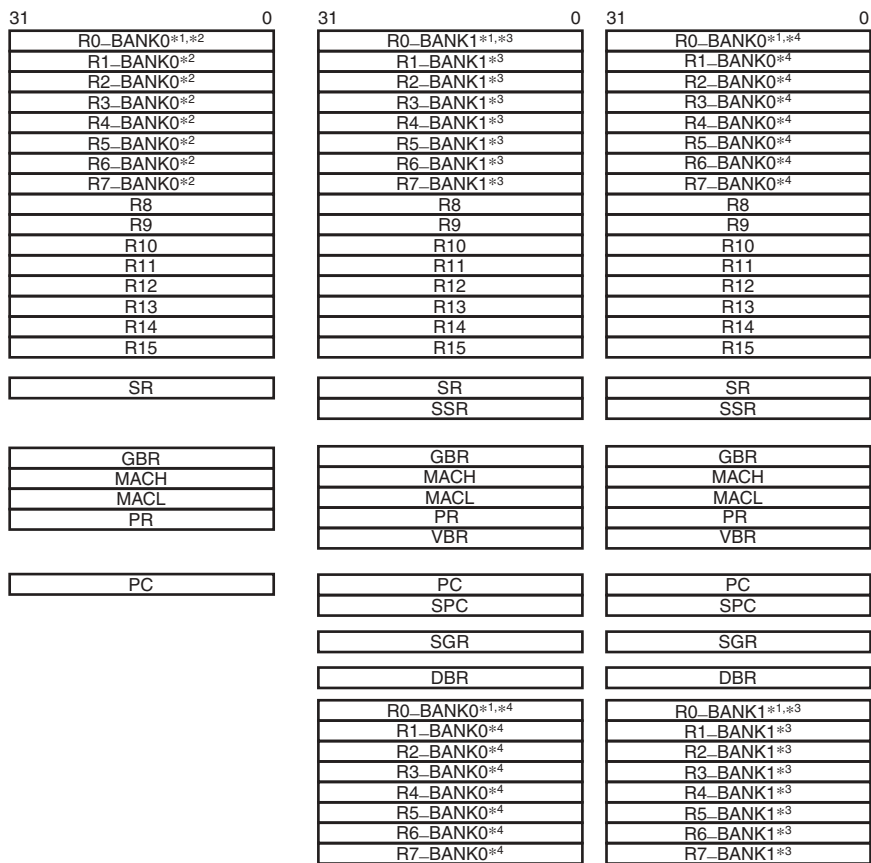 31 0 31 0 31 0
R0_BANK0*1,*2 R0_BANK1*1,*3 R0_BANK0*1,*4
R1_BANK0*2 R1_BANK1*3 R1_BANK0*4
R2_BANK0*2 R2_BANK1*3 R2_BANK0*4
R3_BANK0*2 R3_BANK1*3 R3_BANK0*4
R4_BANK0*2 R4_BANK1*3 R4_BANK0*4
R5_BANK0*2 R5_BANK1*3 R5_BANK0*4
R6_BANK0*2 R6_BANK1*3 R6_BANK0*4
R7_BANK0*2 R7_BANK1*3 R7_BANK0*4
R8 R8 R8
R9 R9 R9
R10 R10 R10
R11 R11 R11
R12 R12 R12
R13 R13 R13
R14 R14 R14
R15 R15 R15
SR SR SR
SSR SSR
GBR GBR GBR
MACH MACH MACH
MACL MACL MACL
PR PR PR
VBR VBR
PC PC PC
SPC SPC
SGR SGR
DBR DBR
R0_BANK0*1,*4 R0_BANK1*1,*3
R1_BANK0*4 R1_BANK1*3
R2_BANK0*4 R2_BANK1*3
R3_BANK0*4 R3_BANK1*3
R4_BANK0*4 R4_BANK1*3
R5_BANK0*4 R5_BANK1*3
R6_BANK0*4 R6_BANK1*3
R7_BANK0*4 R7_BANK1*3